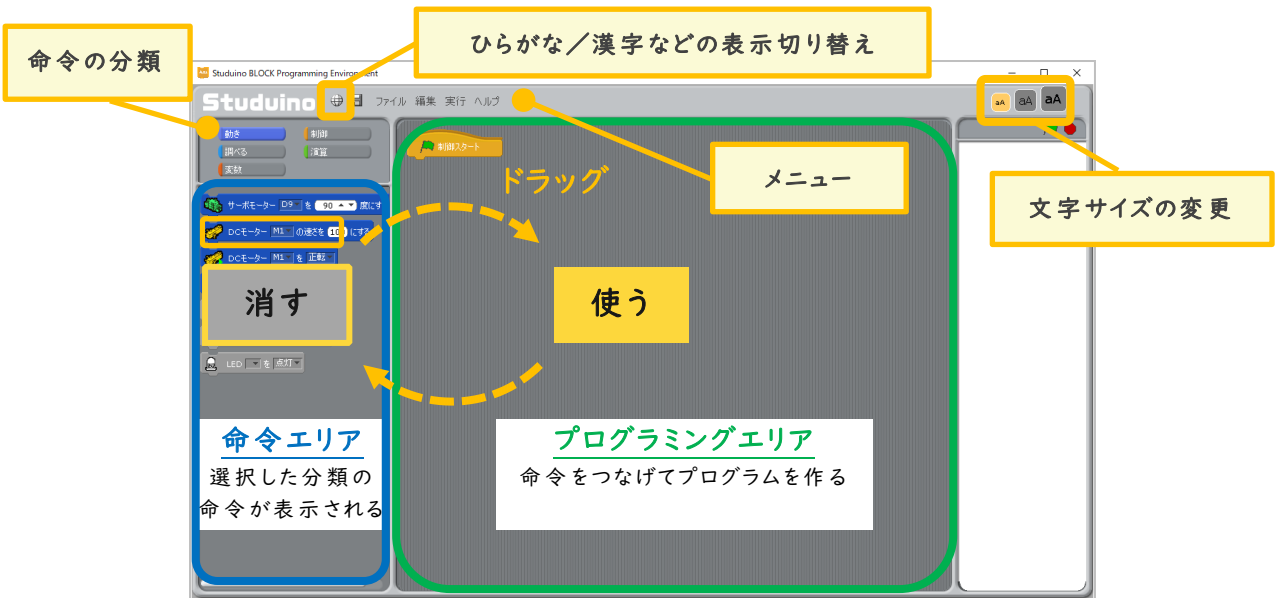 命令の分類
ひらがな／漢字などの表示切り替え
Studuino BLOCK Programming Environment
Studuino
ファイル 編集 実行 ヘルプ
aA aA aA
動き 制御
調べる 演算
変数
制御スタート
メニュー
文字サイズの変更
ドラッグ
サーボモーター D9 を 90 度にす
DCモーター M1 の速さを 10 にする
DCモーター M1 を 正転
消す
使う
LED を 点灯
命令エリア
選択した分類の
命令が表示される
プログラミングエリア
命令をつなげてプログラムを作る